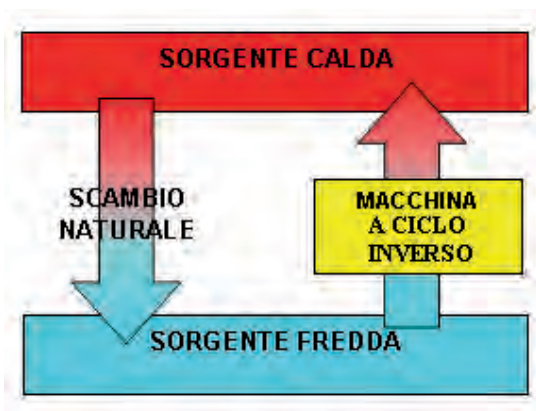 SORGENTE CALDA
SCAMBIO
NATURALE
MACCHINA
A CICLO
INVERSO
SORGENTE FREDDA